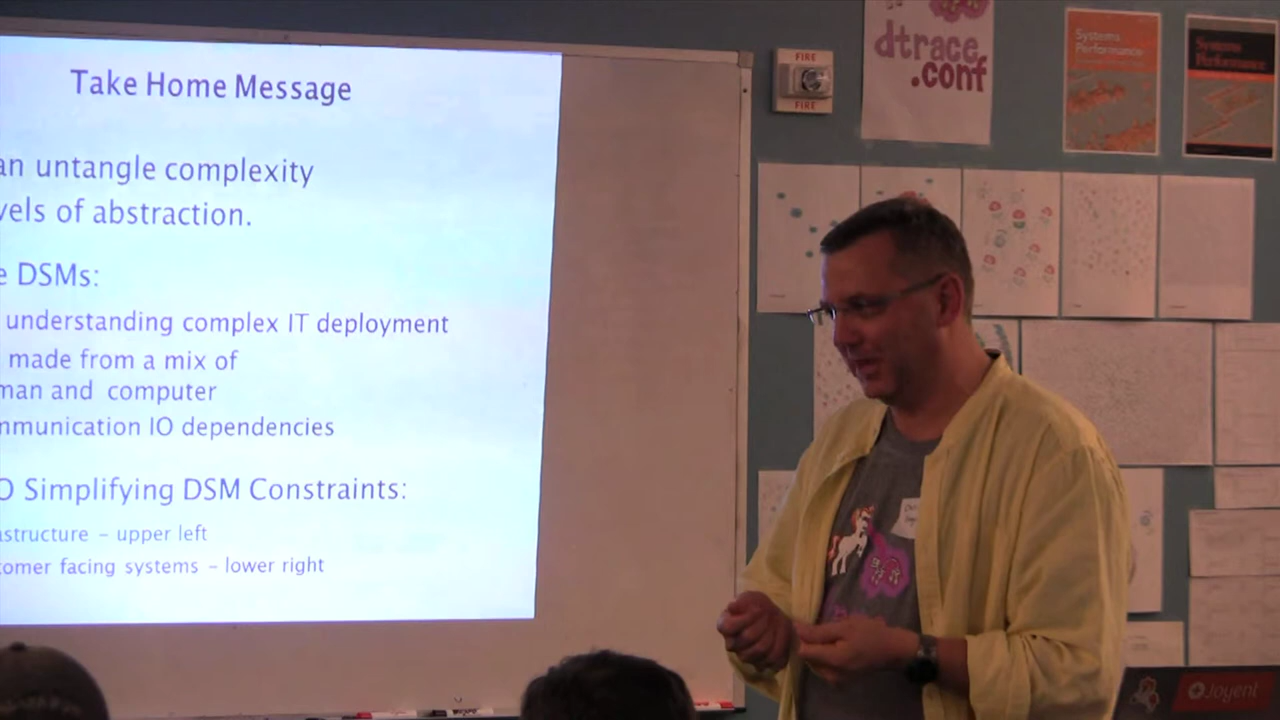 Take Home Message
an untangle complexity
vels of abstraction.
e DSMs:
understanding complex IT deployment
made from a mix of
man and computer
mmunication IO dependencies
O Simplifying DSM Constraints:
astructure – upper left
tomer facing systems – lower right
FIRE
FIRE
dtrace
.conf
Systems
Performance
Systems
Performance
Joyent